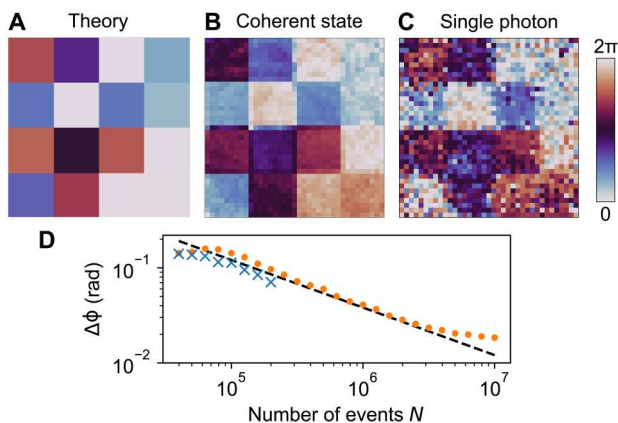 A Theory
B Coherent state
C Single photon
2π
0
D
Δϕ (rad)
10⁻¹
10⁻²
10⁵ 10⁶ 10⁷
Number of events N